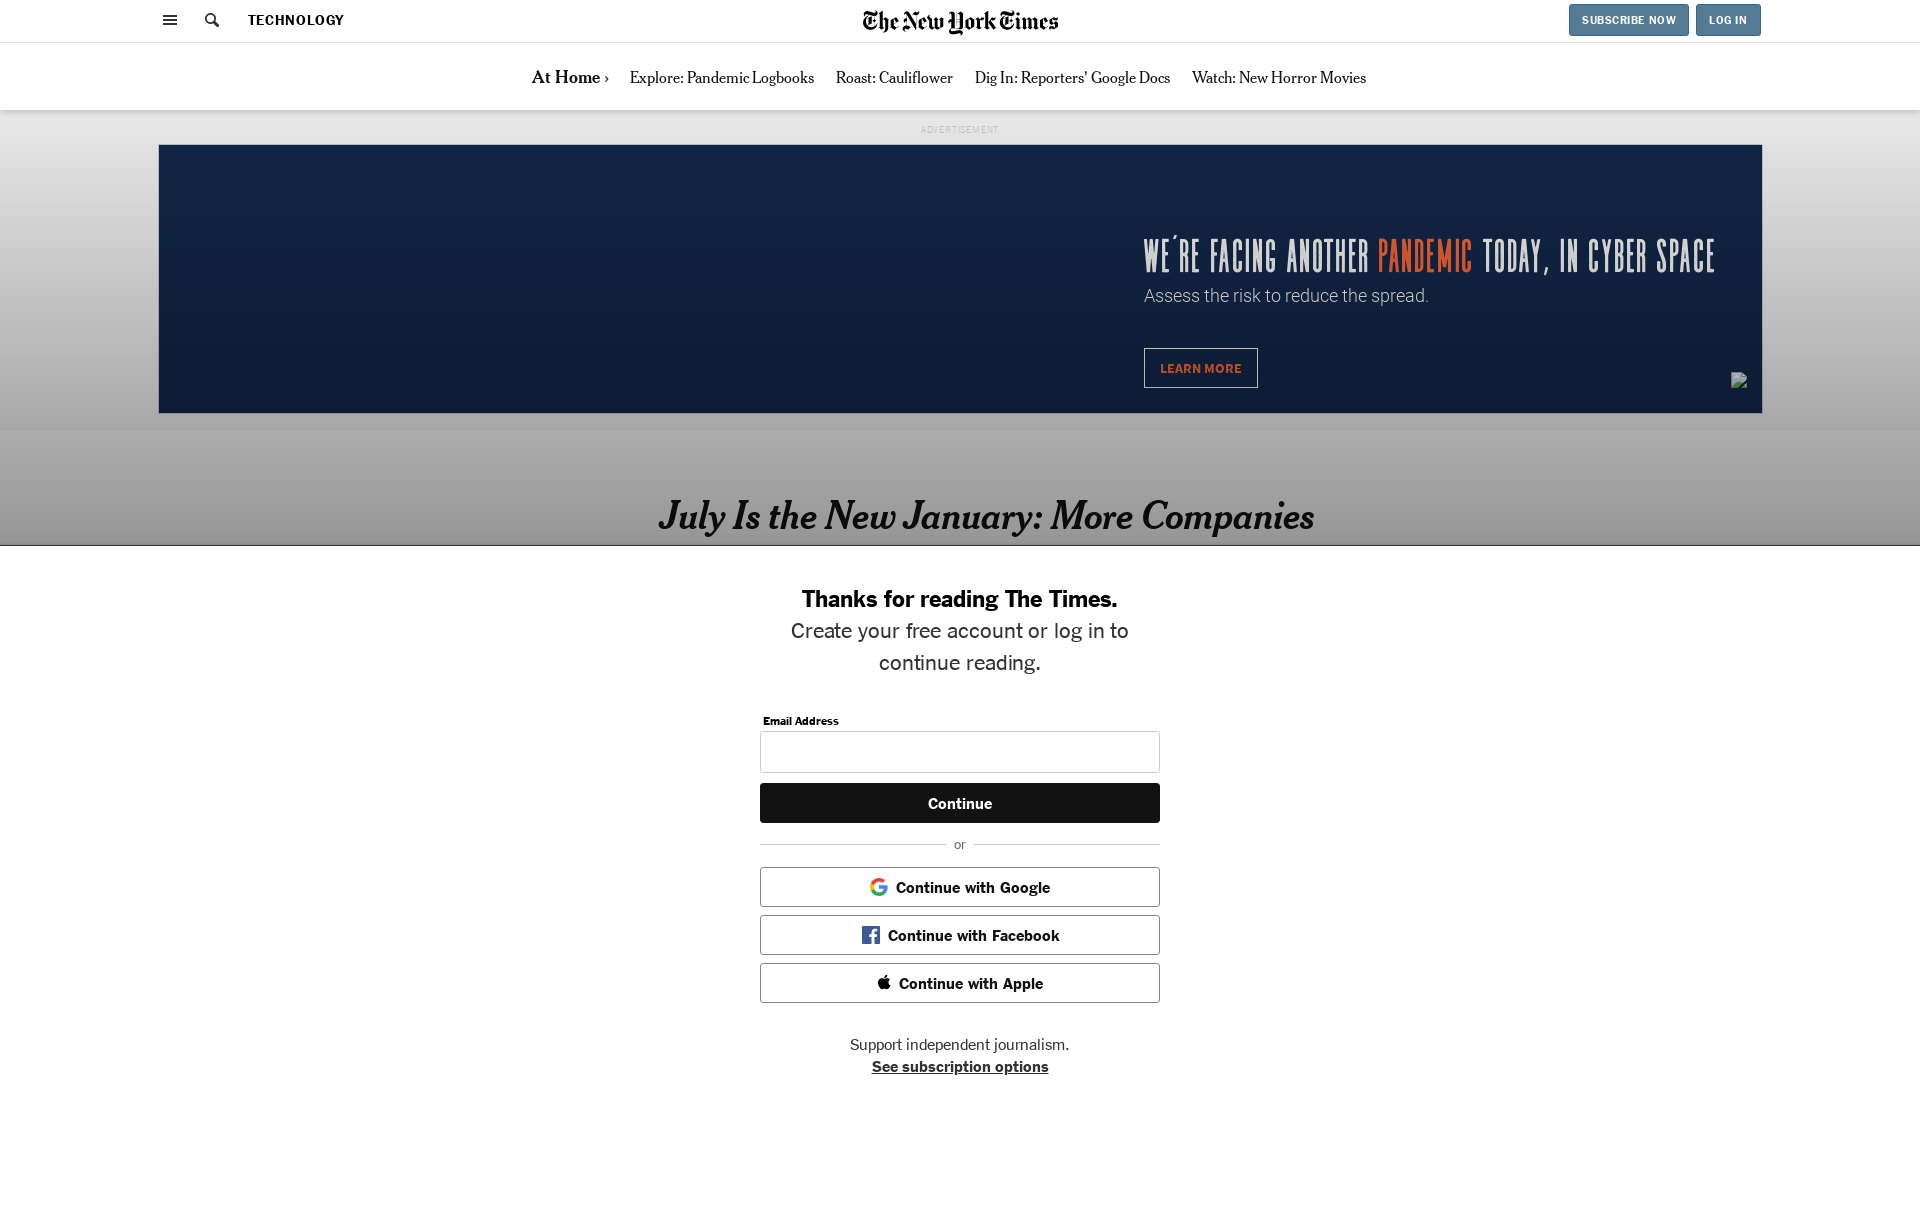 TECHNOLOGY
The New York Times
SUBSCRIBE NOW
LOG IN
At Home ›
Explore: Pandemic Logbooks
Roast: Cauliflower
Dig In: Reporters' Google Docs
Watch: New Horror Movies
ADVERTISEMENT
WE'RE FACING ANOTHER PANDEMIC TODAY, IN CYBER SPACE
Assess the risk to reduce the spread.
LEARN MORE
July Is the New January: More Companies
Thanks for reading The Times.
Create your free account or log in to
continue reading.
Email Address
Continue
or
Continue with Google
Continue with Facebook
Continue with Apple
Support independent journalism.
See subscription options